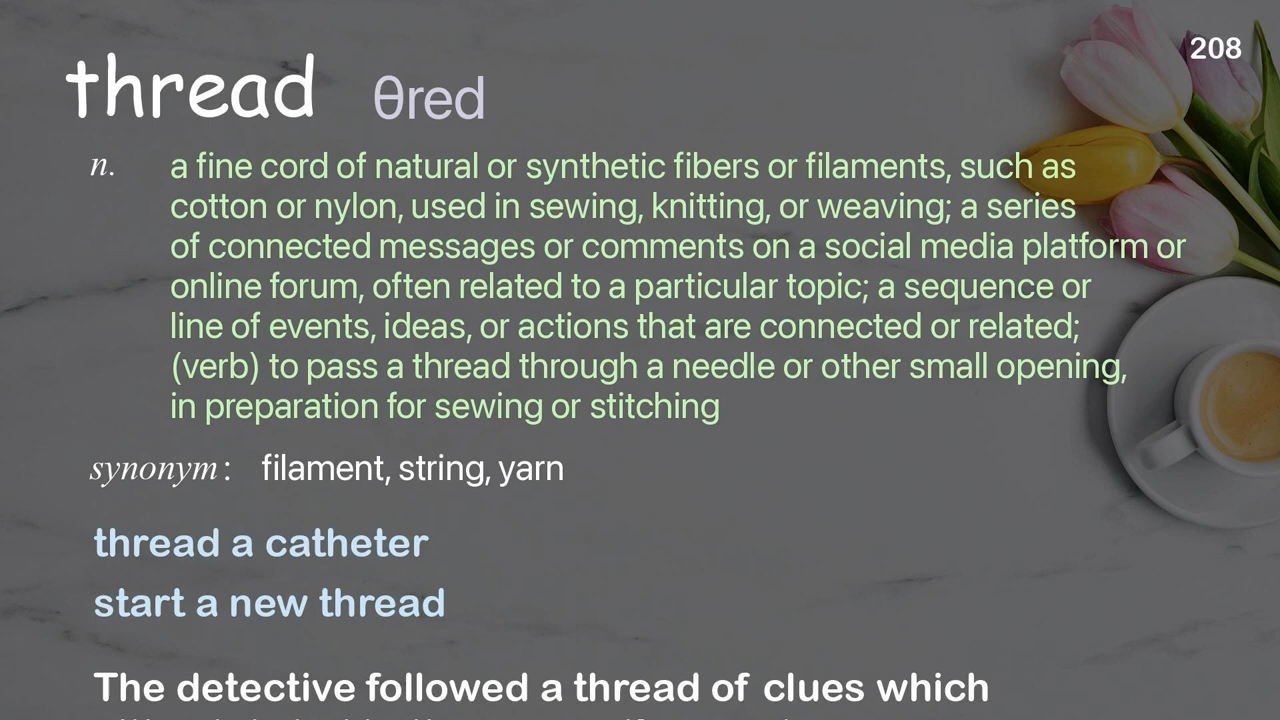 208
thread θred
n. a fine cord of natural or synthetic fibers or filaments, such as
cotton or nylon, used in sewing, knitting, or weaving; a series
of connected messages or comments on a social media platform or
online forum, often related to a particular topic; a sequence or
line of events, ideas, or actions that are connected or related;
(verb) to pass a thread through a needle or other small opening,
in preparation for sewing or stitching
synonym: filament, string, yarn
thread a catheter
start a new thread
The detective followed a thread of clues which